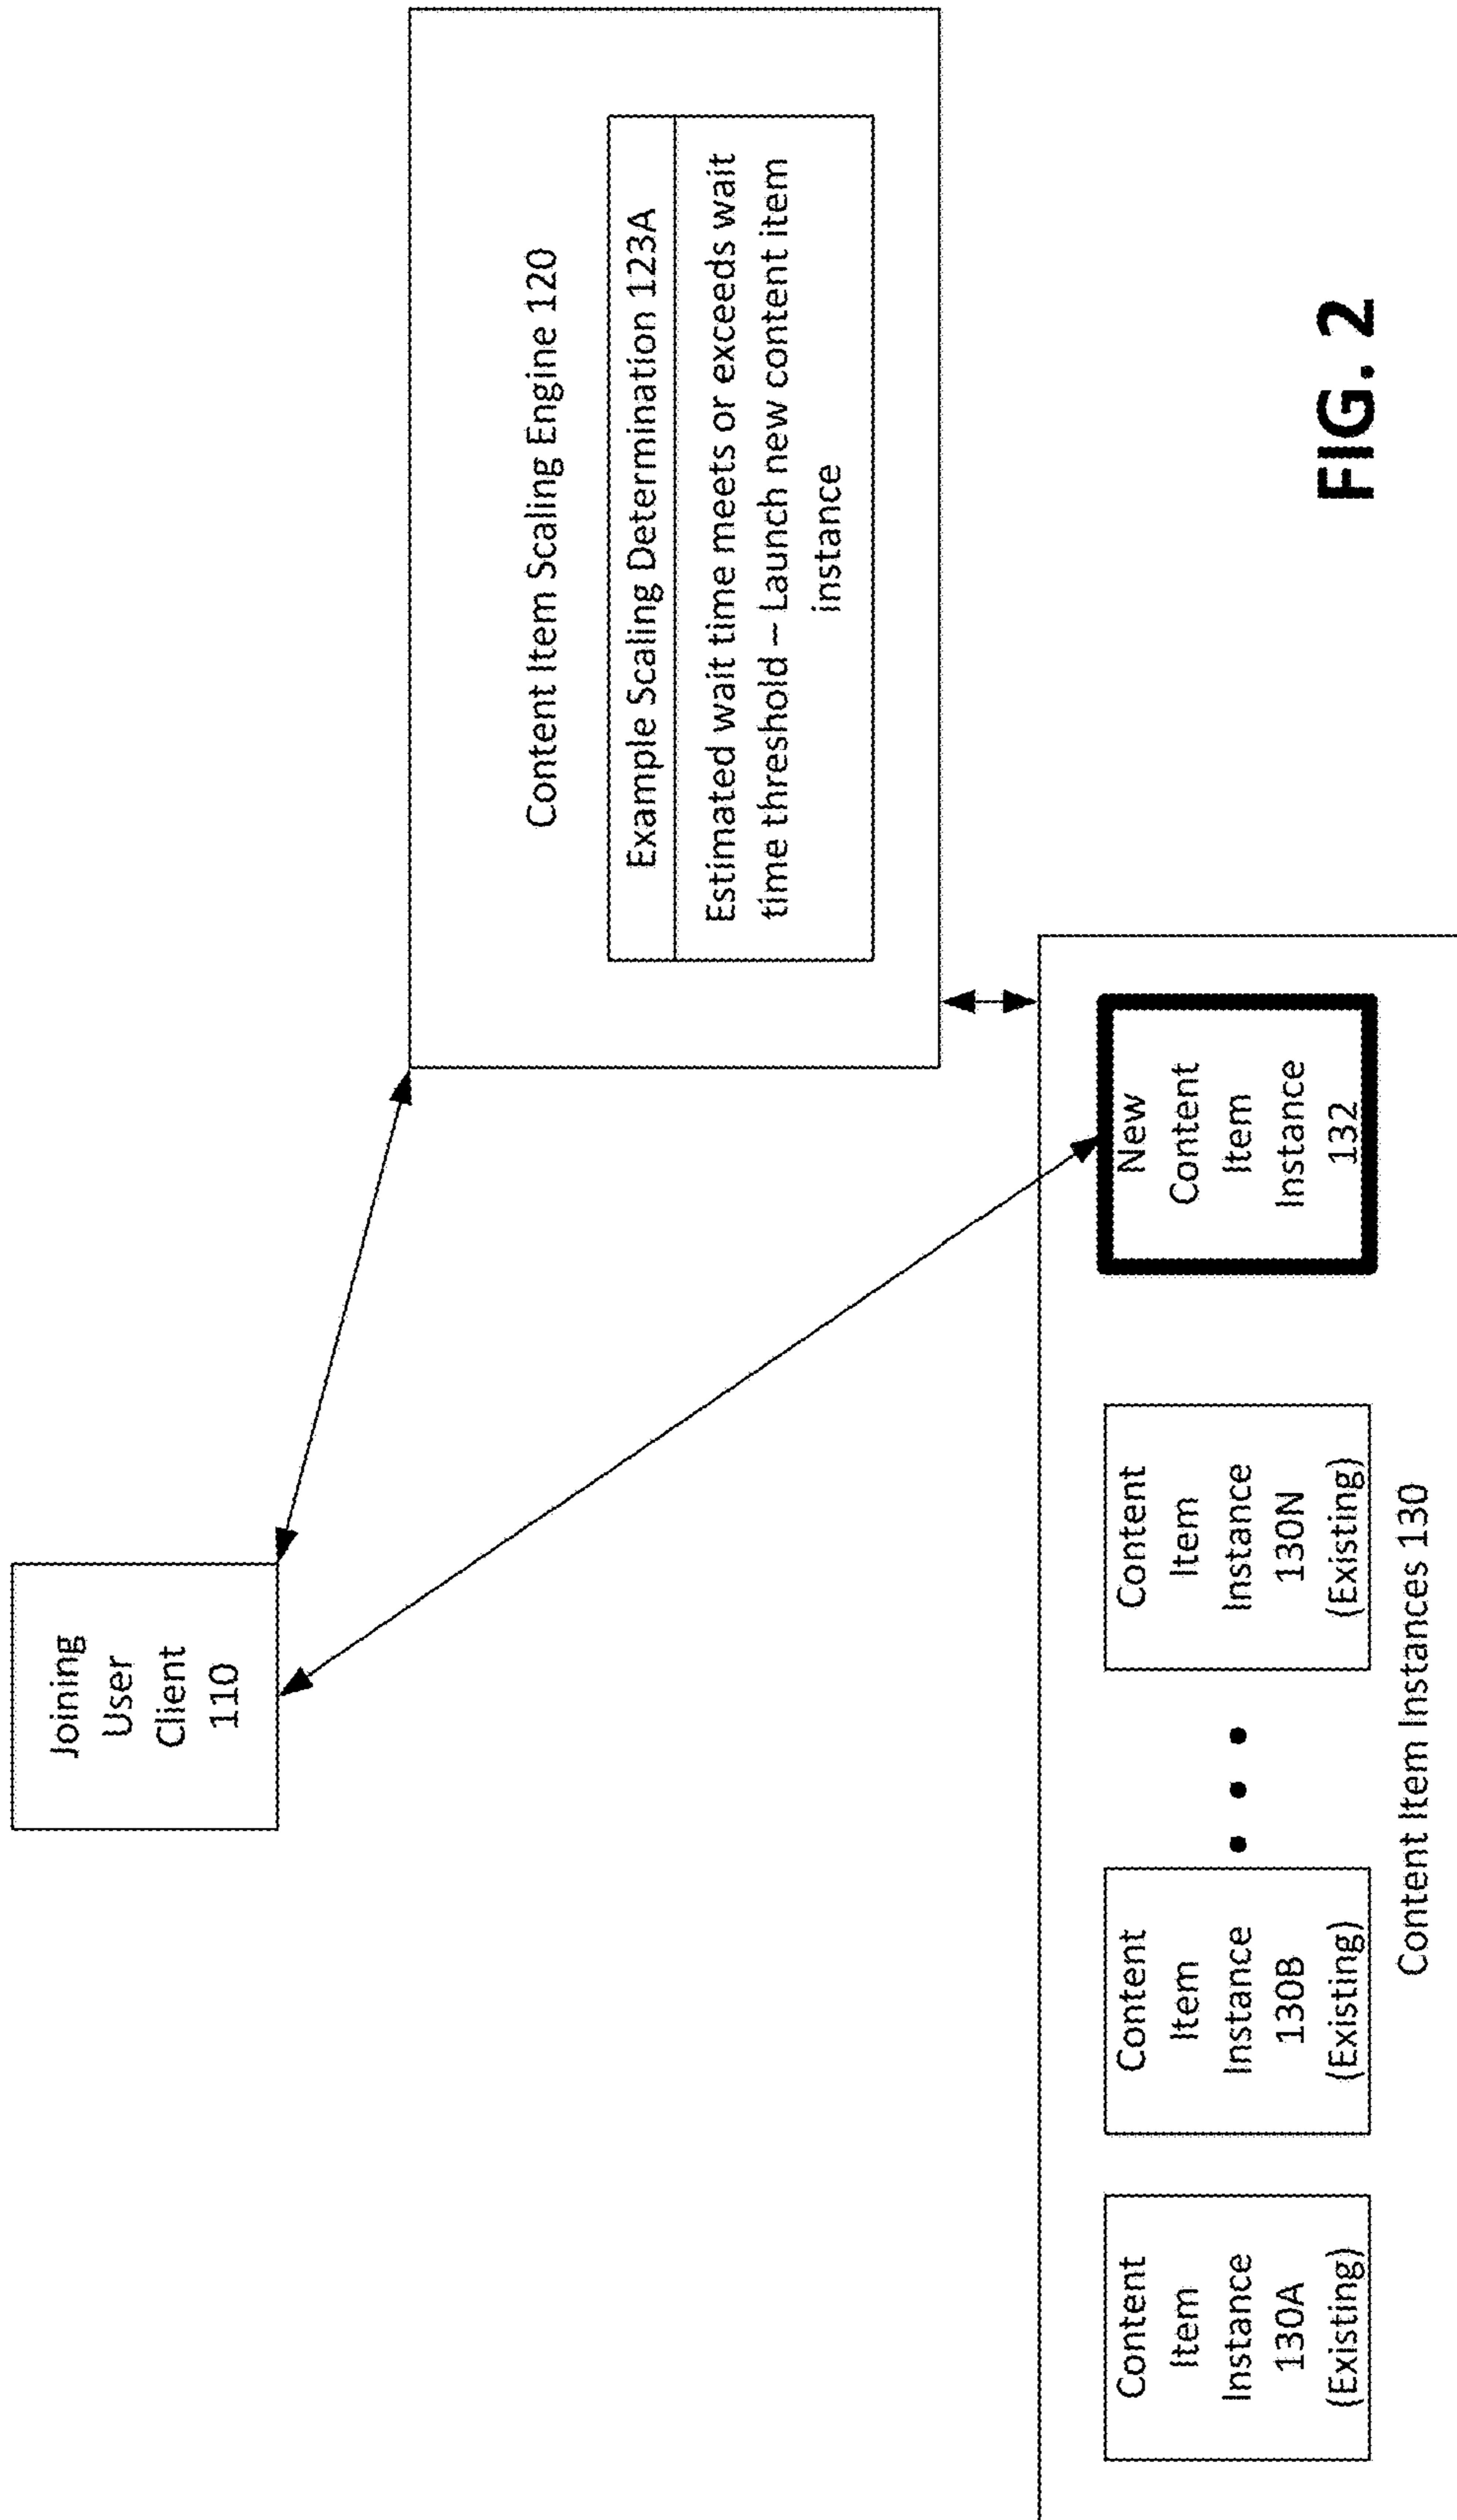 Joining
User
Client
110
Content Item Scaling Engine 120
Example Scaling Determination 123A
Estimated wait time meets or exceeds wait
time threshold -- Launch new content item
instance
Content
Item
Instance
130A
(Existing)
Content
Item
Instance
130B
(Existing)
• • •
Content
Item
Instance
130N
(Existing)
New
Content
Item
Instance
132
Content Item Instances 130
FIG. 2